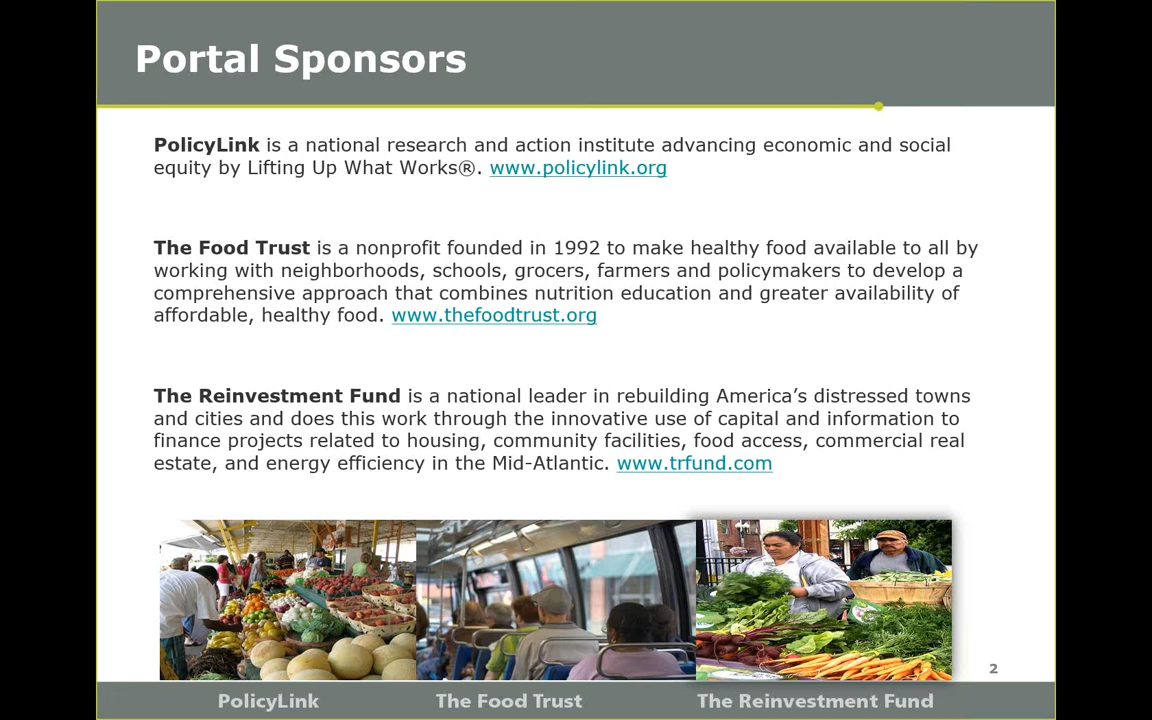 Portal Sponsors
PolicyLink is a national research and action institute advancing economic and social
equity by Lifting Up What Works®. www.policylink.org
The Food Trust is a nonprofit founded in 1992 to make healthy food available to all by
working with neighborhoods, schools, grocers, farmers and policymakers to develop a
comprehensive approach that combines nutrition education and greater availability of
affordable, healthy food. www.thefoodtrust.org
The Reinvestment Fund is a national leader in rebuilding America’s distressed towns
and cities and does this work through the innovative use of capital and information to
finance projects related to housing, community facilities, food access, commercial real
estate, and energy efficiency in the Mid-Atlantic. www.trfund.com
2
PolicyLink The Food Trust The Reinvestment Fund